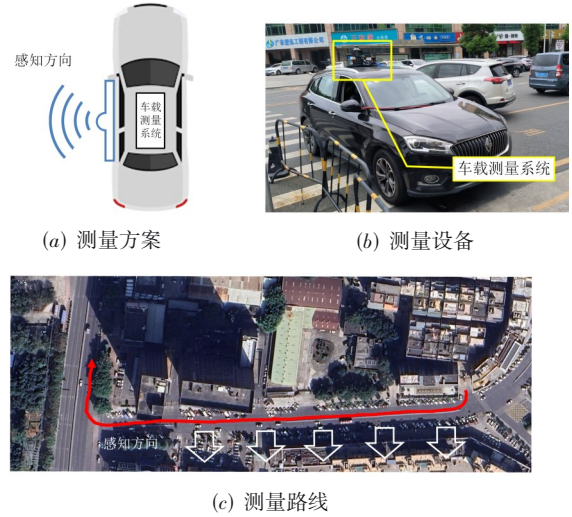 感知方向
车载
测量
系统
车载测量系统
(a) 测量方案
(b) 测量设备
感知方向
(c) 测量路线